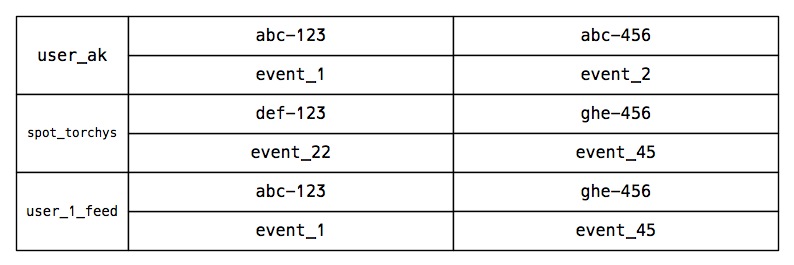 user_ak
abc-123 abc-456
event_1 event_2
spot_torchys
def-123 ghe-456
event_22 event_45
user_1_feed
abc-123 ghe-456
event_1 event_45